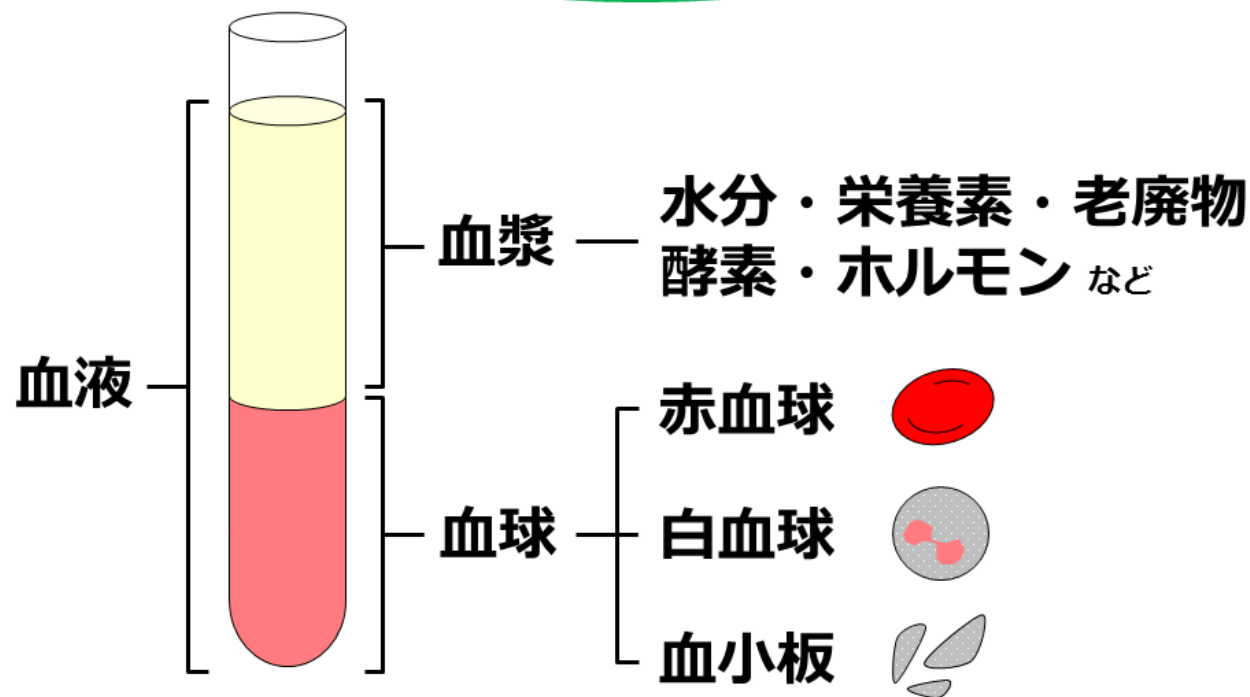 血液
血漿
水分・栄養素・老廃物
酵素・ホルモン など
血球
赤血球
白血球
血小板